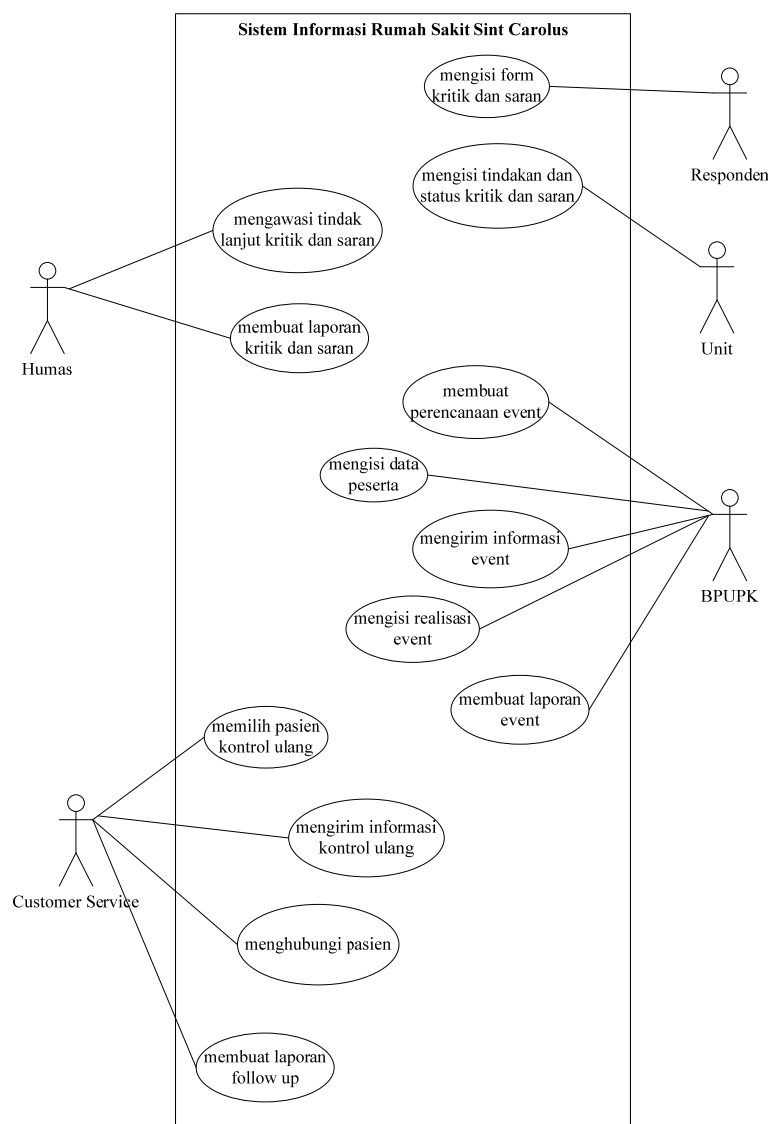 Sistem Informasi Rumah Sakit Sint Carolus
mengisi form
kritik dan saran
Responden
mengisi tindakan dan
status kritik dan saran
Unit
mengawasi tindak
lanjut kritik dan saran
Humas
membuat laporan
kritik dan saran
membuat
perencanaan event
mengisi data
peserta
mengirim informasi
event
BPUPK
mengisi realisasi
event
membuat laporan
event
memilih pasien
kontrol ulang
mengirim informasi
kontrol ulang
Customer Service
menghubungi pasien
membuat laporan
follow up